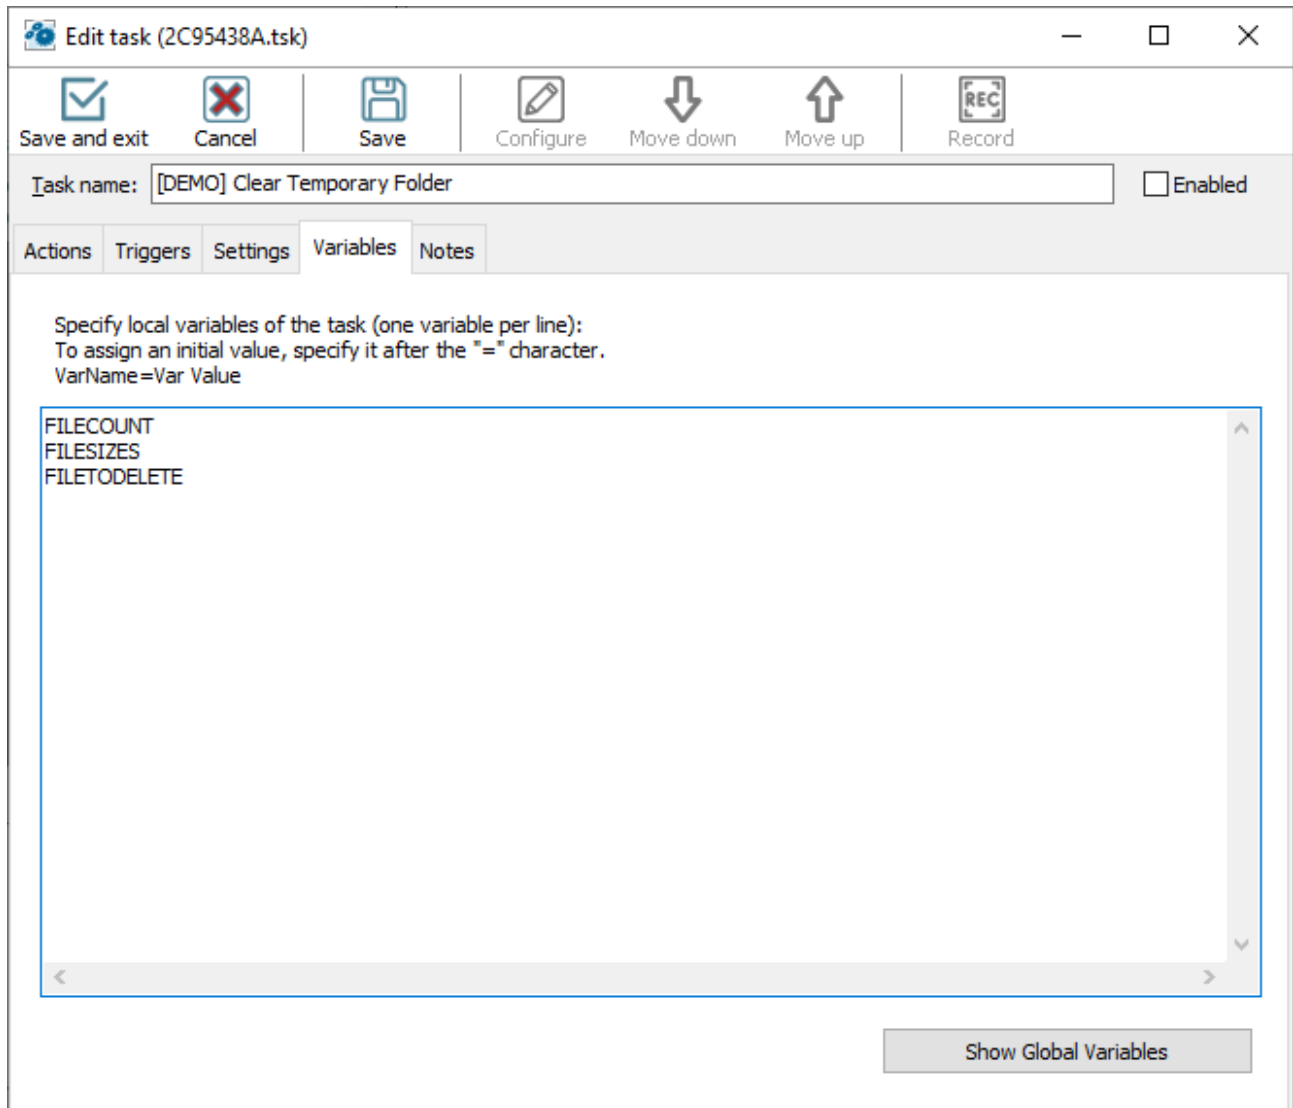 Edit task (2C95438A.tsk)
Save and exit Cancel Save Configure Move down Move up REC Record
Task name: [DEMO] Clear Temporary Folder Enabled
Actions Triggers Settings Variables Notes
Specify local variables of the task (one variable per line):
To assign an initial value, specify it after the "=" character.
VarName=Var Value
FILECOUNT
FILESIZES
FILETODELETE
Show Global Variables